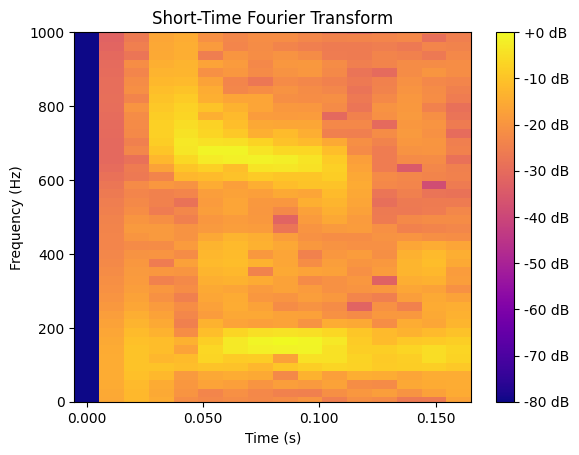 Short-Time Fourier Transform
Frequency (Hz)
1000
800
600
400
200
0
0.000
0.050
0.100
0.150
Time (s)
+0 dB
-10 dB
-20 dB
-30 dB
-40 dB
-50 dB
-60 dB
-70 dB
-80 dB